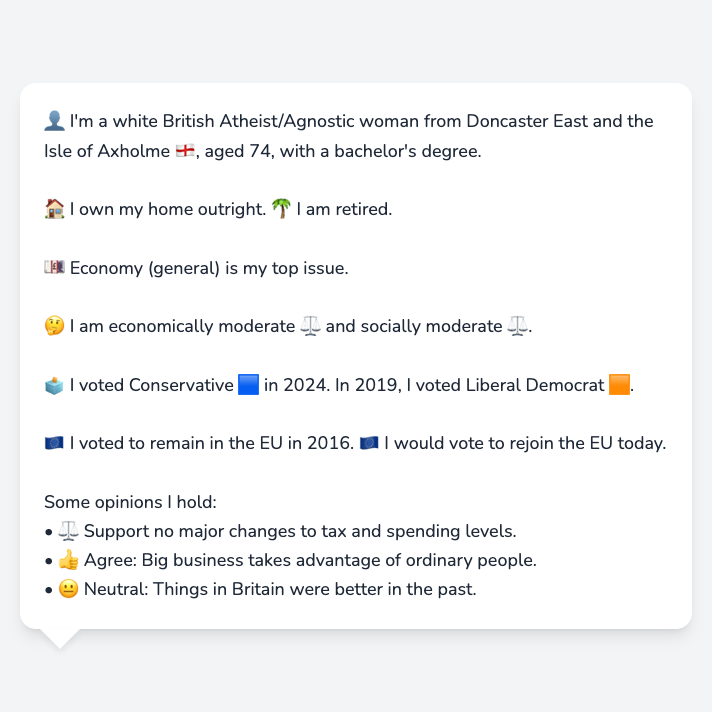 👤 I'm a white British Atheist/Agnostic woman from Doncaster East and the
Isle of Axholme 🏴󠁧󠁢󠁥󠁮󠁧󠁿, aged 74, with a bachelor's degree.
🏠 I own my home outright. 🌴 I am retired.
💷 Economy (general) is my top issue.
🤔 I am economically moderate ⚖️ and socially moderate ⚖️.
🗳️ I voted Conservative 🟦 in 2024. In 2019, I voted Liberal Democrat 🟧.
🇪🇺 I voted to remain in the EU in 2016. 🇪🇺 I would vote to rejoin the EU today.
Some opinions I hold:
• ⚖️ Support no major changes to tax and spending levels.
• 👍 Agree: Big business takes advantage of ordinary people.
• 😐 Neutral: Things in Britain were better in the past.